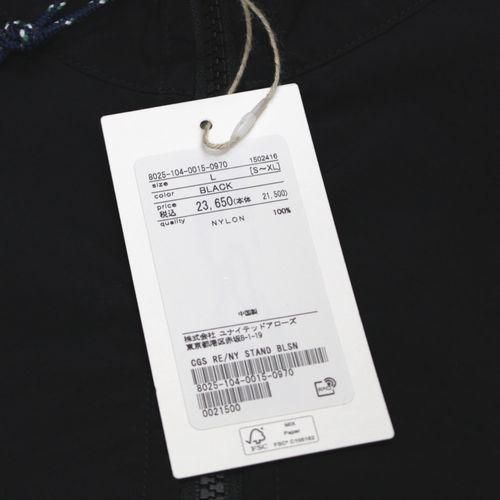 8025-104-0015-0970 1502416
size L [S～XL]
color BLACK
price 税込 23,650(本体 21,500)
quality NYLON 100%
中国製
株式会社 ユナイテッドアローズ
東京都港区赤坂8-1-19
CGS RE/NY STAND BLSN
8025-104-0015-0970
0021500
RFID
FSC
MIX
Paper